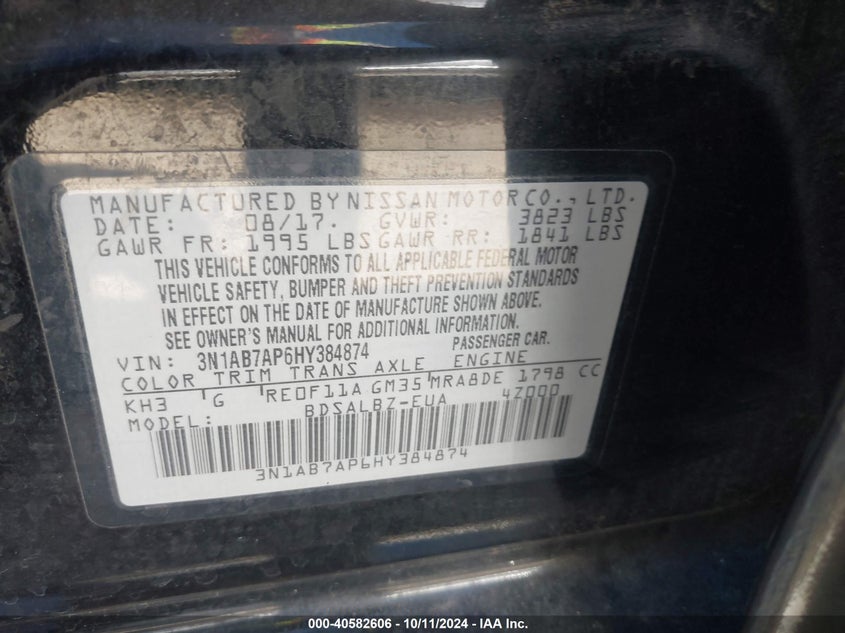 MANUFACTURED BY NISSAN MOTOR CO., LTD.
DATE: 08/17. GVWR: 3823 LBS
GAWR FR: 1995 LBS GAWR RR: 1841 LBS
THIS VEHICLE CONFORMS TO ALL APPLICABLE FEDERAL MOTOR
VEHICLE SAFETY, BUMPER AND THEFT PREVENTION STANDARDS
IN EFFECT ON THE DATE OF MANUFACTURE SHOWN ABOVE.
SEE OWNER'S MANUAL FOR ADDITIONAL INFORMATION.
VIN: 3N1AB7AP6HY384874 PASSENGER CAR.
COLOR TRIM TRANS AXLE ENGINE
KH3 G RE0F11A GM35 MRA8DE 1798 CC
MODEL: BDSALBZ-EUA 4Z000
3N1AB7AP6HY384874
000-40582606 - 10/11/2024 - IAA Inc.